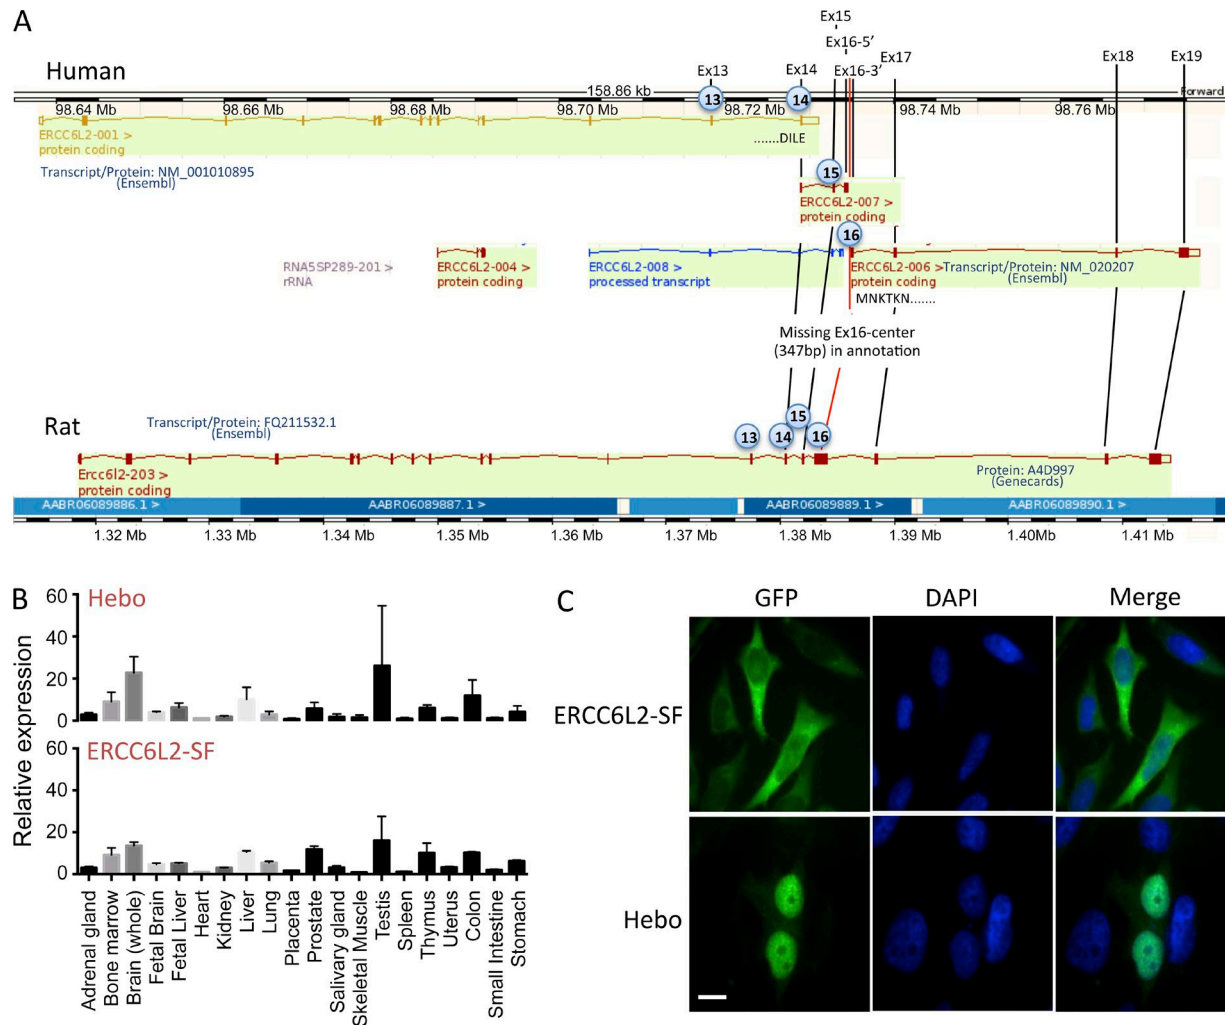 A
Ex15
Ex16-5’
Human
Ex13
Ex14
Ex16-3’
Ex17
Ex18
Ex19
158.86 kb
Forward
98.64 Mb
98.66 Mb
98.68 Mb
98.70 Mb
98.72 Mb
98.74 Mb
98.76 Mb
13
14
ERCC6L2-001 >
protein coding
.......DILE
Transcript/Protein: NM_001010895
(Ensembl)
15
ERCC6L2-007 >
protein coding
16
RNA5SP289-201 >
rRNA
ERCC6L2-004 >
protein coding
ERCC6L2-008 >
processed transcript
ERCC6L2-006 >
protein coding
Transcript/Protein: NM_020207
(Ensembl)
MNKTKN.......
Missing Ex16-center
(347bp) in annotation
Rat
Transcript/Protein: FQ211532.1
(Ensembl)
13
14
15
16
Ercc6l2-203 >
protein coding
Protein: A4D997
(Genecards)
AABR06089886.1 >
AABR06089887.1 >
AABR06089889.1 >
AABR06089890.1 >
1.32 Mb
1.33 Mb
1.34 Mb
1.35 Mb
1.36 Mb
1.37 Mb
1.38 Mb
1.39 Mb
1.40 Mb
1.41 Mb
B
Relative expression
Hebo
60
40
20
0
ERCC6L2-SF
60
40
20
0
Adrenal gland
Bone marrow
Brain (whole)
Fetal Brain
Fetal Liver
Heart
Kidney
Liver
Lung
Placenta
Prostate
Salivary gland
Skeletal Muscle
Testis
Spleen
Thymus
Uterus
Colon
Small Intestine
Stomach
C
GFP
DAPI
Merge
ERCC6L2-SF
Hebo